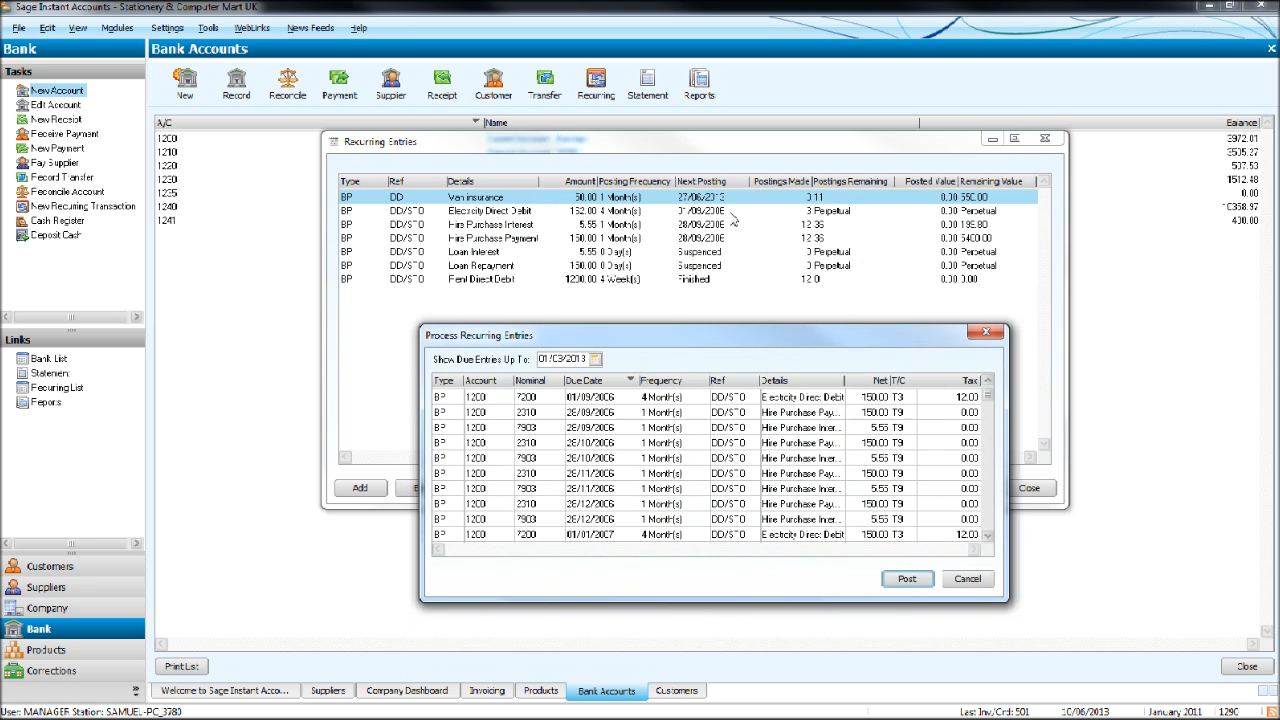 Sage Instant Accounts - Stationery & Computer Mart UK
File Edit View Modules Settings Tools WebLinks News Feeds Help
Bank
Bank Accounts
Tasks
New Account
Edit Account
New Receipt
Receive Payment
New Payment
Pay Supplier
Record Transfer
Reconcile Account
New Recurring Transaction
Cash Register
Deposit Cash
Links
Bank List
Statement
Recurring List
Reports
Customers
Suppliers
Company
Bank
Products
Corrections
New Record Reconcile Payment Supplier Receipt Customer Transfer Recurring Statement Reports
A/C Name Balance
1200
1210
1220
1230
1235
1240
1241
1512.48
0.00
400.00
Recurring Entries
Type Ref Details Amount Posting Frequency Next Posting Postings Made Postings Remaining Posted Value Remaining Value
BP DD Van insurance 50.00 1 Month(s) 27/06/2013 0 11 0.00 550.00
BP DD/STO Electricity Direct Debit 162.00 4 Month(s) 01/09/2006 3 Perpetual 0.00 Perpetual
BP DD/STO Hire Purchase Interest 5.55 1 Month(s) 28/09/2006 12 36 0.00 199.80
BP DD/STO Hire Purchase Payment 150.00 1 Month(s) 28/09/2006 12 36 0.00 5400.00
BP DD/STO Loan Interest 5.55 0 Day(s) Suspended 3 Perpetual 0.00 Perpetual
BP DD/STO Loan Repayment 150.00 0 Day(s) Suspended 3 Perpetual 0.00 Perpetual
BP DD/STO Rent Direct Debit 1200.00 4 Week(s) Finished 12 0 0.00 0.00
Add
Close
Process Recurring Entries
Show Due Entries Up To: 01/03/2013
Type Account Nominal Due Date Frequency Ref Details Net T/C Tax
BP 1200 7200 01/09/2006 4 Month(s) DD/STO Electricity Direct Debit 150.00 T3 12.00
BP 1200 2310 28/09/2006 1 Month(s) DD/STO Hire Purchase Pay... 150.00 T9 0.00
BP 1200 7903 28/09/2006 1 Month(s) DD/STO Hire Purchase Inter... 5.55 T9 0.00
BP 1200 2310 28/10/2006 1 Month(s) DD/STO Hire Purchase Pay... 150.00 T9 0.00
BP 1200 7903 28/10/2006 1 Month(s) DD/STO Hire Purchase Inter... 5.55 T9 0.00
BP 1200 2310 28/11/2006 1 Month(s) DD/STO Hire Purchase Pay... 150.00 T9 0.00
BP 1200 7903 28/11/2006 1 Month(s) DD/STO Hire Purchase Inter... 5.55 T9 0.00
BP 1200 2310 28/12/2006 1 Month(s) DD/STO Hire Purchase Pay... 150.00 T9 0.00
BP 1200 7903 28/12/2006 1 Month(s) DD/STO Hire Purchase Inter... 5.55 T9 0.00
BP 1200 7200 01/01/2007 4 Month(s) DD/STO Electricity Direct Debit 150.00 T3 12.00
Post Cancel
Print List
Close
Welcome to Sage Instant Acco... Suppliers Company Dashboard Invoicing Products Bank Accounts Customers
User: MANAGER Station: SAMUEL-PC_3780
Last Inv/Crd: 501 10/06/2013 January 2011 1290